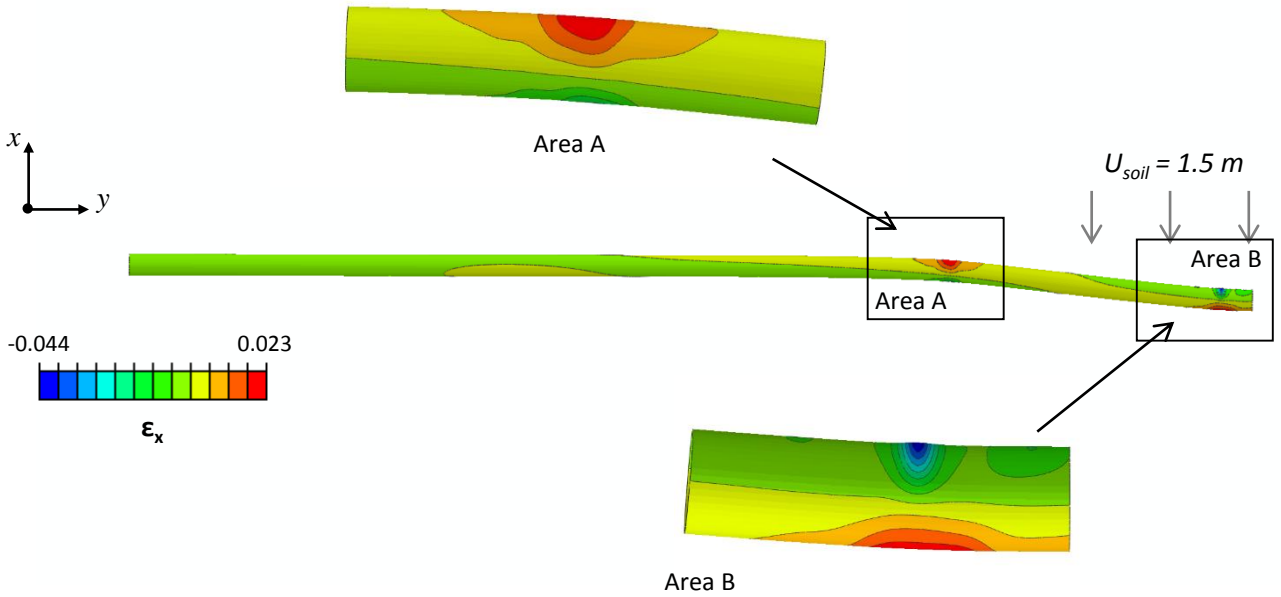 Area A
x
y
U_soil = 1.5 m
Area B
Area A
-0.044 0.023
ε_x
Area B